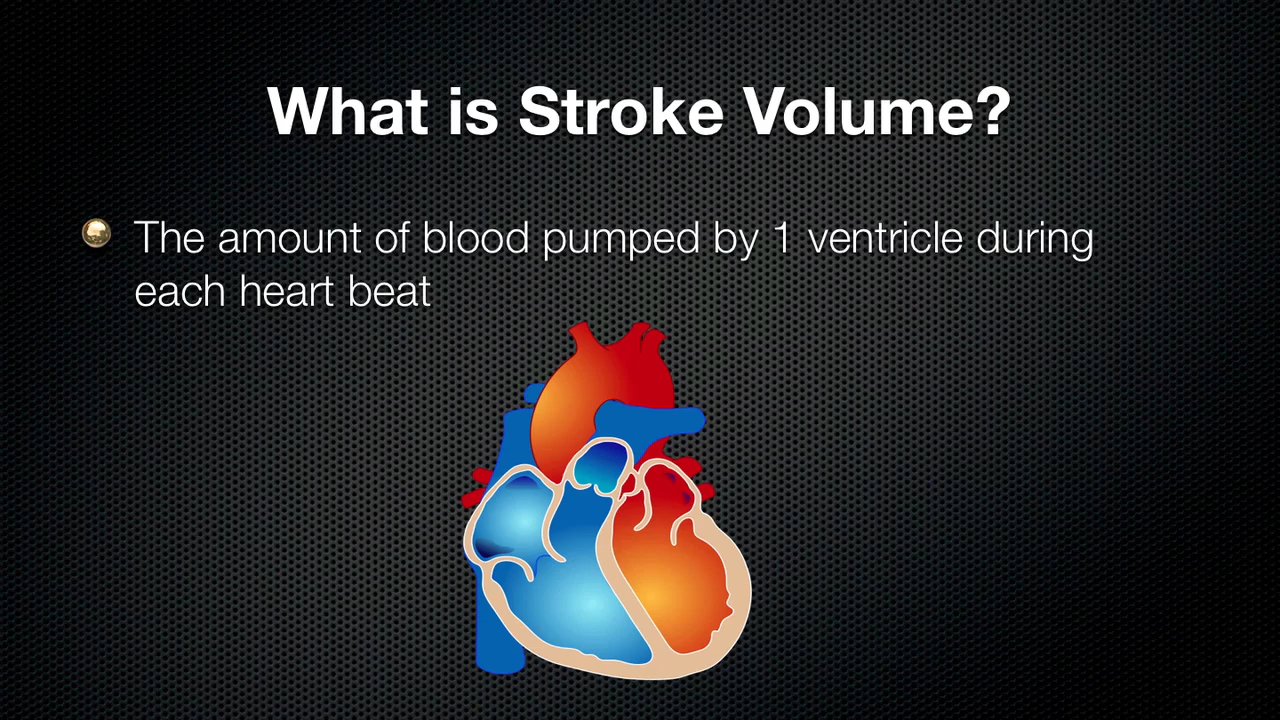 What is Stroke Volume?
The amount of blood pumped by 1 ventricle during
each heart beat